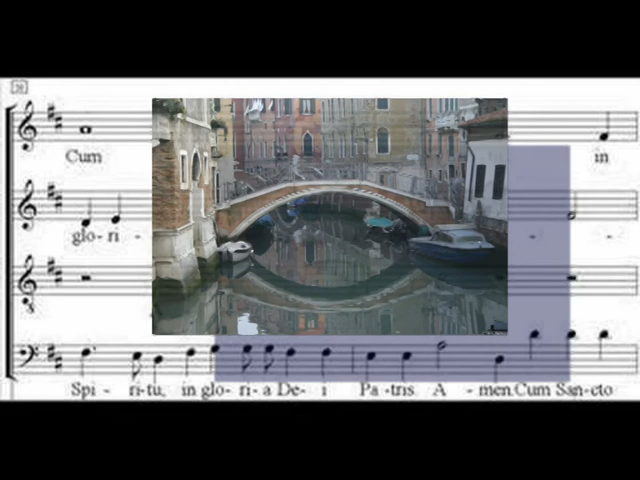 Cum in
glo- ri - - -
Spi - ri-tu, in glo- ri- a De- i Pa -tris A - men.Cum San-cto